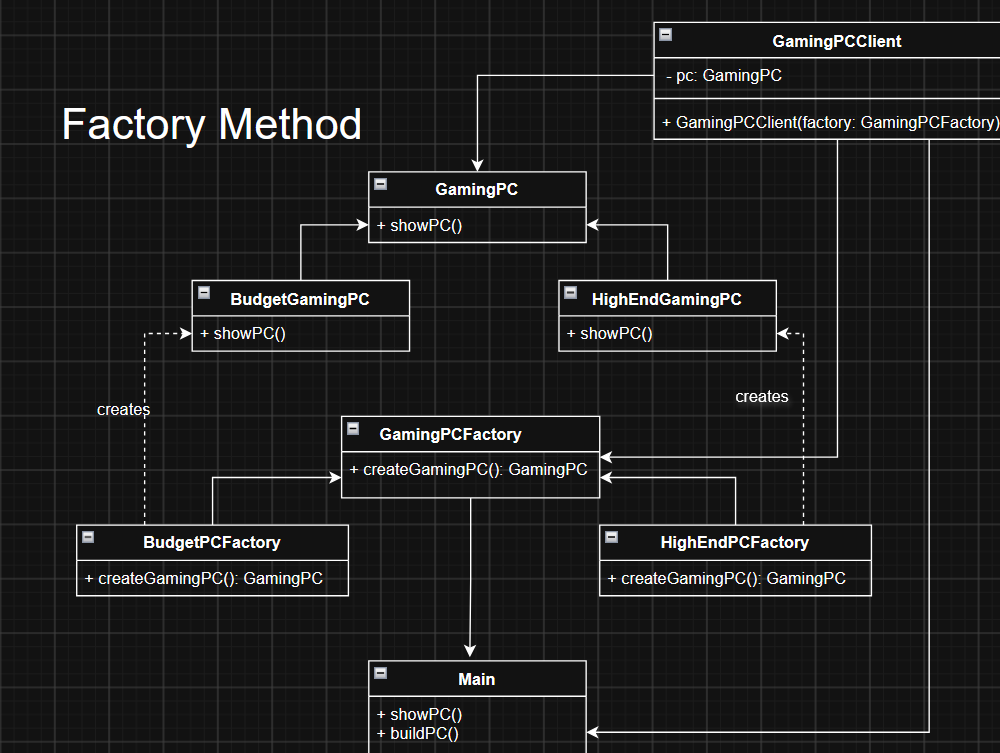 GamingPCClient
- pc: GamingPC
+ GamingPCClient(factory: GamingPCFactory)
Factory Method
GamingPC
+ showPC()
BudgetGamingPC
+ showPC()
HighEndGamingPC
+ showPC()
creates
creates
GamingPCFactory
+ createGamingPC(): GamingPC
BudgetPCFactory
+ createGamingPC(): GamingPC
HighEndPCFactory
+ createGamingPC(): GamingPC
Main
+ showPC()
+ buildPC()